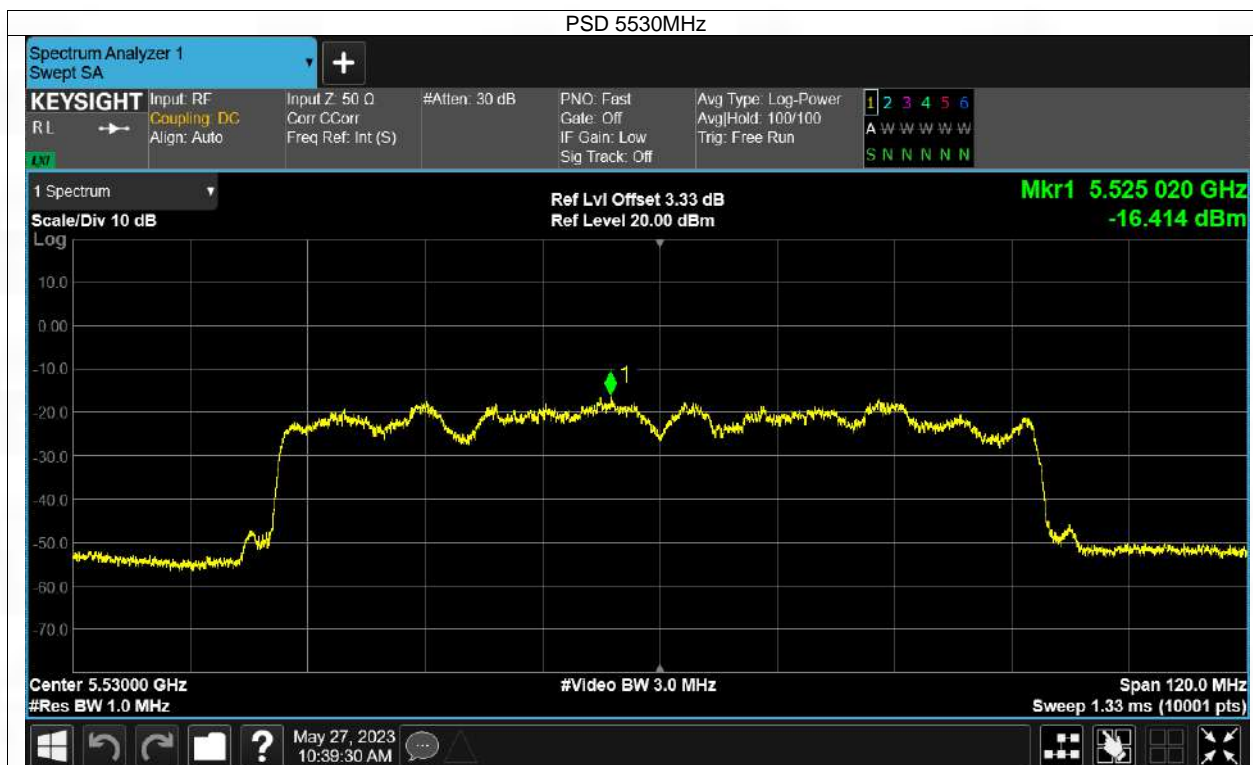 PSD 5530MHz
Spectrum Analyzer 1
Swept SA
+
KEYSIGHT
RL
LXI
Input: RF
Coupling: DC
Align: Auto
Input Z: 50 Ω
Corr CCorr
Freq Ref: Int (S)
#Atten: 30 dB
PNO: Fast
Gate: Off
IF Gain: Low
Sig Track: Off
Avg Type: Log-Power
Avg|Hold: 100/100
Trig: Free Run
1 2 3 4 5 6
A W W W W W
S N N N N N
1 Spectrum
Scale/Div 10 dB
Log
Ref Lvl Offset 3.33 dB
Ref Level 20.00 dBm
Mkr1 5.525 020 GHz
-16.414 dBm
10.0
0.00
-10.0
1
-20.0
-30.0
-40.0
-50.0
-60.0
-70.0
Center 5.53000 GHz
#Video BW 3.0 MHz
Span 120.0 MHz
#Res BW 1.0 MHz
Sweep 1.33 ms (10001 pts)
?
May 27, 2023
10:39:30 AM